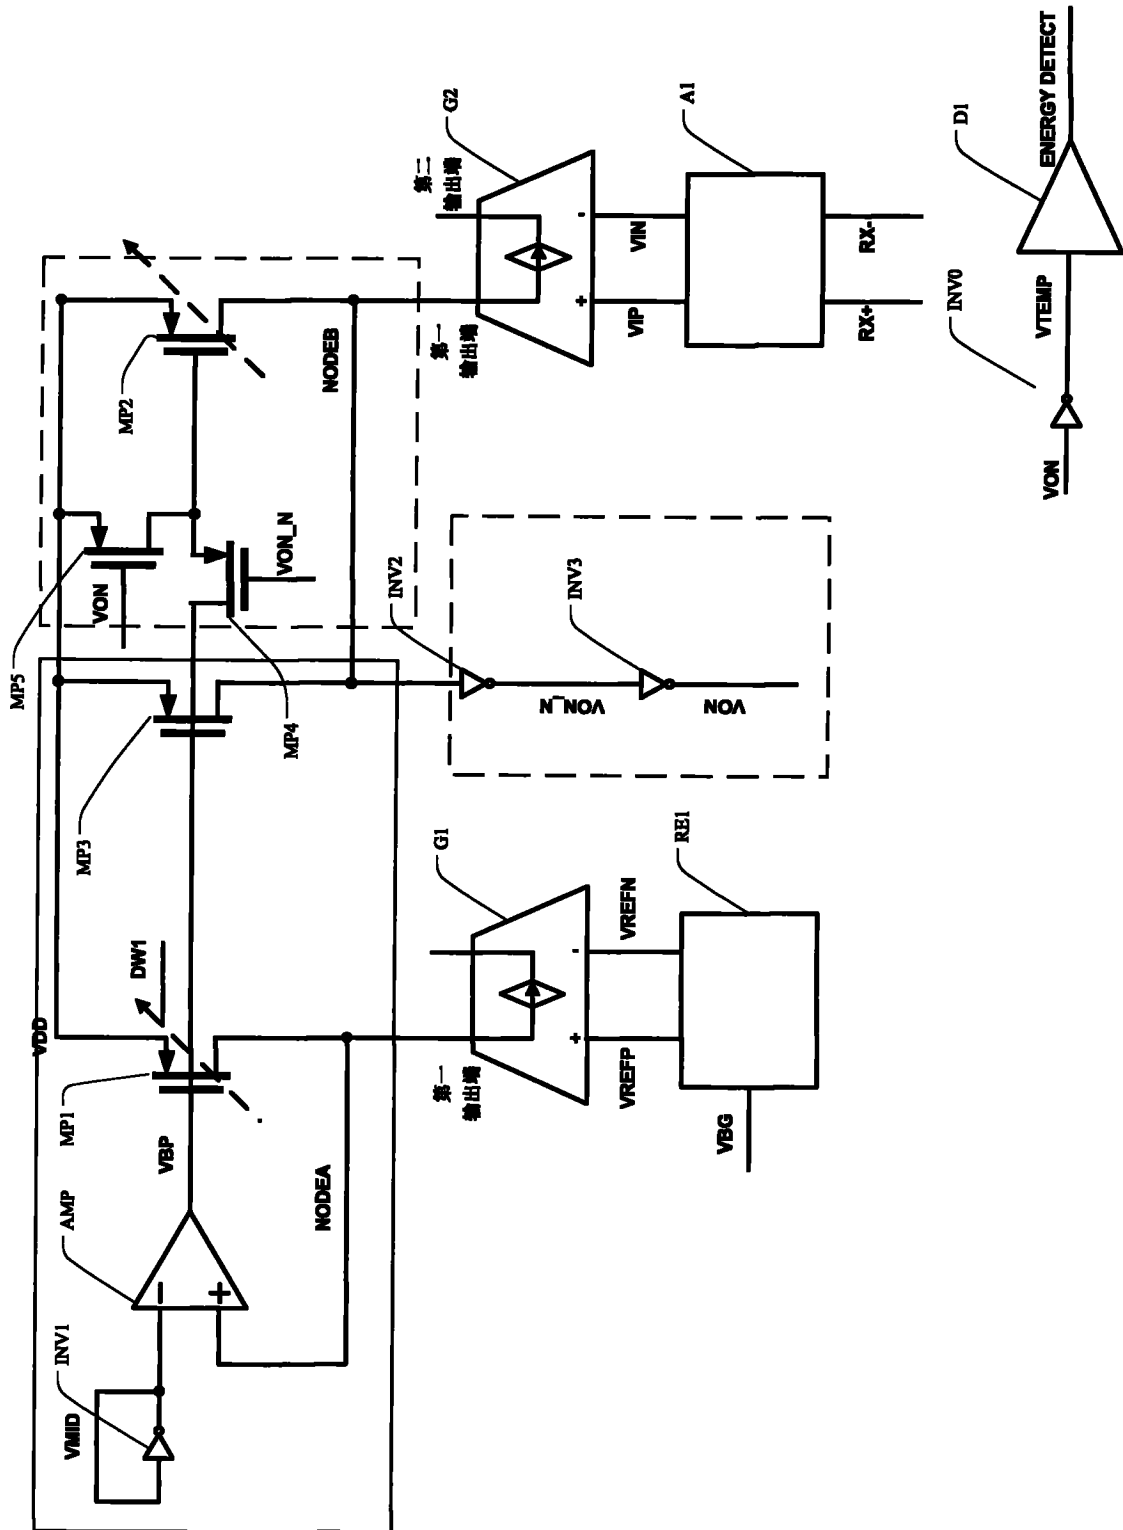 INV1
VMID
AMP
VBP
NODEA
MP1
VDD
DW1
MP3
MP5
VON
MP4
VON_N
MP2
NODEB
第一
输出端
G1
VREFP
VREFN
VBG
RE1
INV2
VON_N
INV3
VON
第一
输出端
第二
输出端
G2
VIP
VIN
A1
RX+
RX-
VON
INV0
VTEMP
D1
ENERGY DETECT